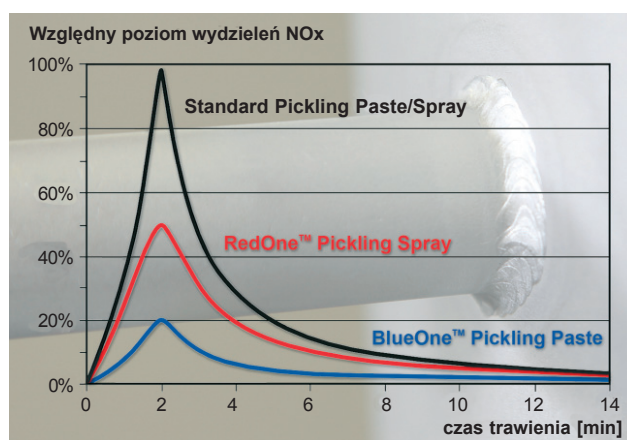 Względny poziom wydzieleń NOx
100%
80%
60%
40%
20%
0%
Standard Pickling Paste/Spray
RedOne™ Pickling Spray
BlueOne™ Pickling Paste
0 2 4 6 8 10 12 14
czas trawienia [min]